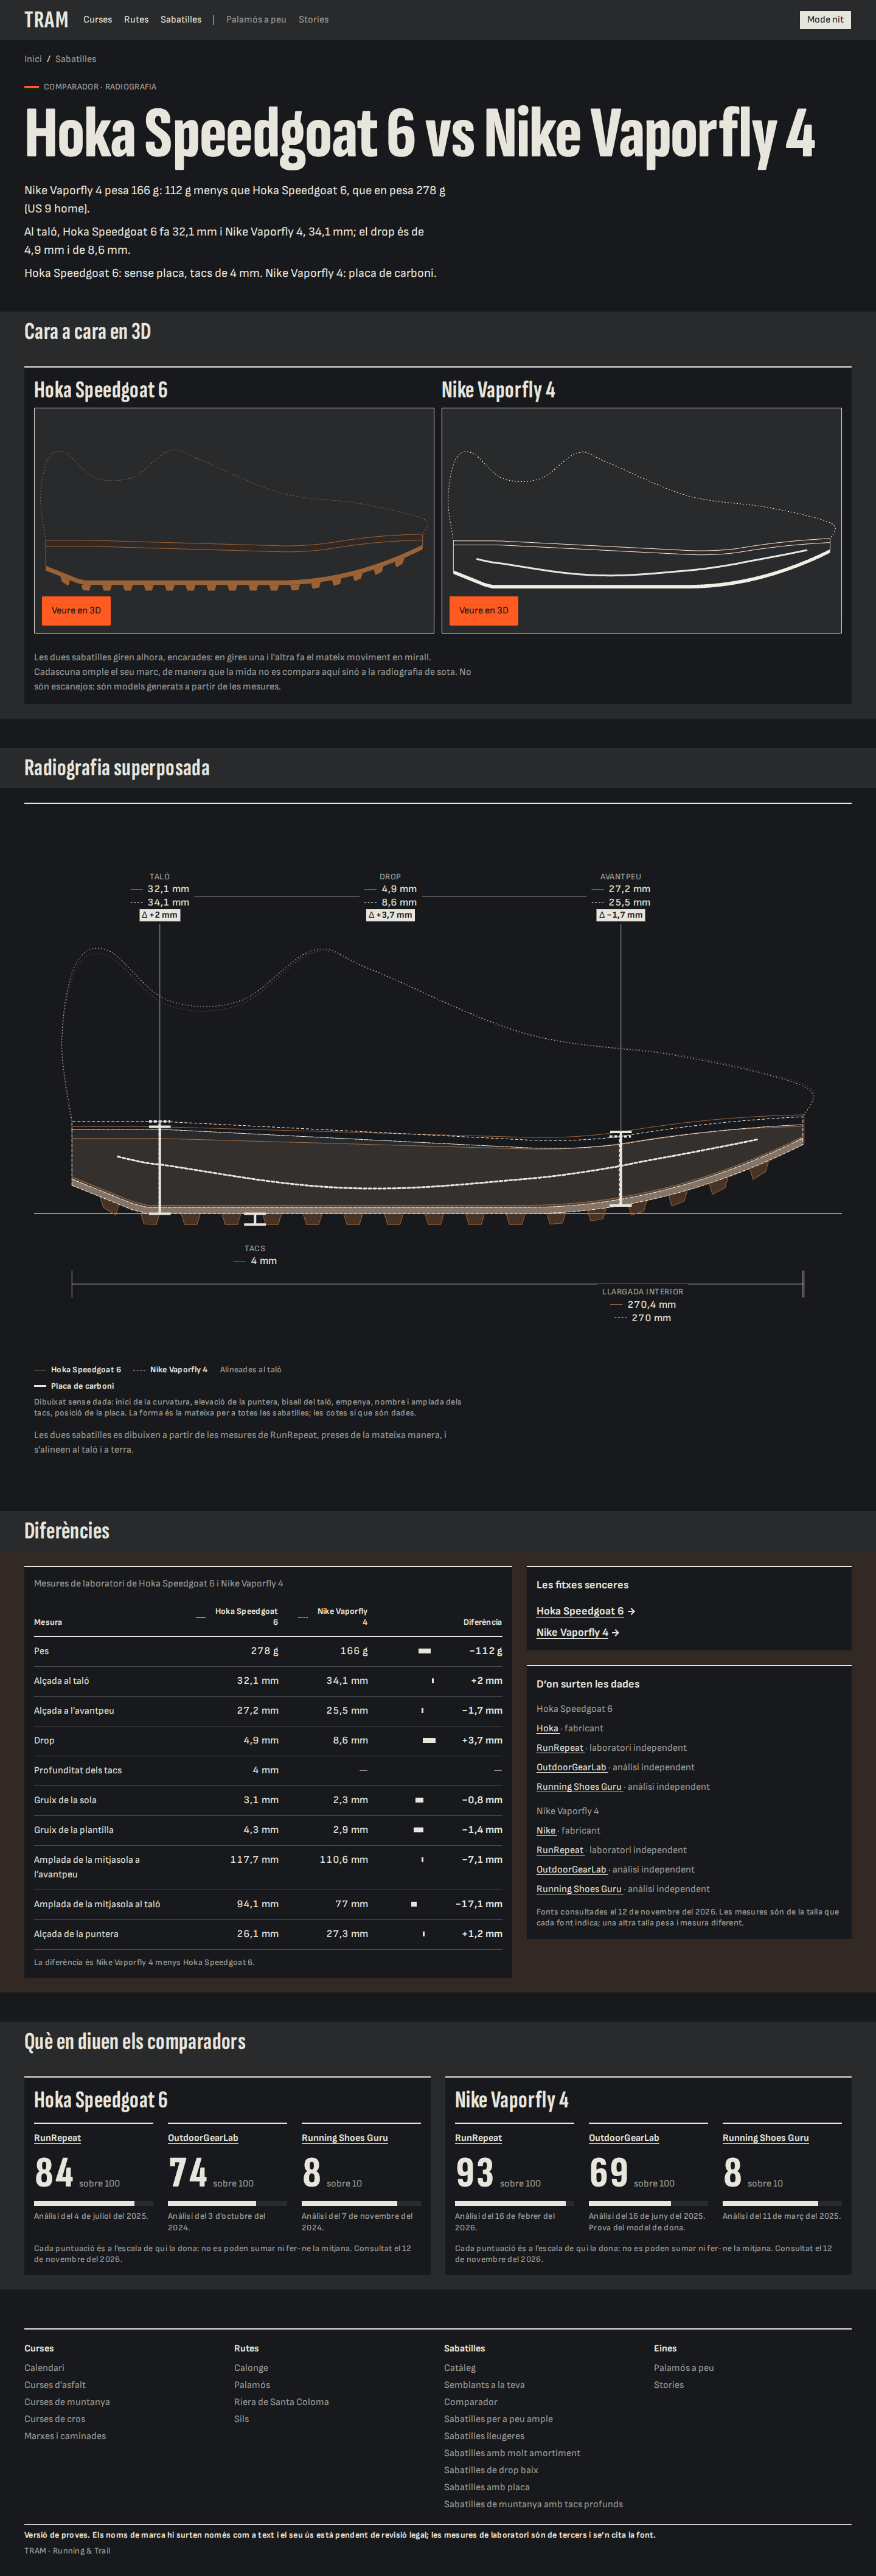 TRAM Curses Rutes Sabatilles | Palamós a peu Stories Mode nit
Inici / Sabatilles
COMPARADOR · RADIOGRAFIA
Hoka Speedgoat 6 vs Nike Vaporfly 4
Nike Vaporfly 4 pesa 166 g: 112 g menys que Hoka Speedgoat 6, que en pesa 278 g
(US 9 home).
Al taló, Hoka Speedgoat 6 fa 32,1 mm i Nike Vaporfly 4, 34,1 mm; el drop és de
4,9 mm i de 8,6 mm.
Hoka Speedgoat 6: sense placa, tacs de 4 mm. Nike Vaporfly 4: placa de carboni.
Cara a cara en 3D
Hoka Speedgoat 6
Nike Vaporfly 4
Veure en 3D
Veure en 3D
Les dues sabatilles giren alhora, encarades: en gires una i l'altra fa el mateix moviment en mirall.
Cadascuna omple el seu marc, de manera que la mida no es compara aquí sinó a la radiografia de sota. No
són escanejos: són models generats a partir de les mesures.
Radiografia superposada
TALÓ
32,1 mm
34,1 mm
Δ +2 mm
DROP
4,9 mm
8,6 mm
Δ +3,7 mm
AVANTPEU
27,2 mm
25,5 mm
Δ −1,7 mm
TACS
4 mm
LLARGADA INTERIOR
270,4 mm
270 mm
Hoka Speedgoat 6 Nike Vaporfly 4 Alineades al taló
Placa de carboni
Dibuixat sense dada: inici de la curvatura, elevació de la puntera, bisell del taló, empenya, nombre i amplada dels
tacs, posició de la placa. La forma és la mateixa per a totes les sabatilles; les cotes sí que són dades.
Les dues sabatilles es dibuixen a partir de les mesures de RunRepeat, preses de la mateixa manera, i
s'alineen al taló i a terra.
Diferències
Mesures de laboratori de Hoka Speedgoat 6 i Nike Vaporfly 4
Mesura Hoka Speedgoat 6 Nike Vaporfly 4 Diferència
Pes 278 g 166 g −112 g
Alçada al taló 32,1 mm 34,1 mm +2 mm
Alçada a l'avantpeu 27,2 mm 25,5 mm −1,7 mm
Drop 4,9 mm 8,6 mm +3,7 mm
Profunditat dels tacs 4 mm — —
Gruix de la sola 3,1 mm 2,3 mm −0,8 mm
Gruix de la plantilla 4,3 mm 2,9 mm −1,4 mm
Amplada de la mitjasola a l'avantpeu 117,7 mm 110,6 mm −7,1 mm
Amplada de la mitjasola al taló 94,1 mm 77 mm −17,1 mm
Alçada de la puntera 26,1 mm 27,3 mm +1,2 mm
La diferència és Nike Vaporfly 4 menys Hoka Speedgoat 6.
Les fitxes senceres
Hoka Speedgoat 6 →
Nike Vaporfly 4 →
D'on surten les dades
Hoka Speedgoat 6
Hoka · fabricant
RunRepeat · laboratori independent
OutdoorGearLab · anàlisi independent
Running Shoes Guru · anàlisi independent
Nike Vaporfly 4
Nike · fabricant
RunRepeat · laboratori independent
OutdoorGearLab · anàlisi independent
Running Shoes Guru · anàlisi independent
Fonts consultades el 12 de novembre del 2026. Les mesures són de la talla que
cada font indica; una altra talla pesa i mesura diferent.
Què en diuen els comparadors
Hoka Speedgoat 6
RunRepeat OutdoorGearLab Running Shoes Guru
84 sobre 100 74 sobre 100 8 sobre 10
Anàlisi del 4 de juliol del 2025.
Anàlisi del 3 d'octubre del
2024.
Anàlisi del 7 de novembre del
2024.
Cada puntuació és a l'escala de qui la dona: no es poden sumar ni fer-ne la mitjana. Consultat el 12
de novembre del 2026.
Nike Vaporfly 4
RunRepeat OutdoorGearLab Running Shoes Guru
93 sobre 100 69 sobre 100 8 sobre 10
Anàlisi del 16 de febrer del
2026.
Anàlisi del 16 de juny del 2025.
Prova del model de dona.
Anàlisi del 11 de març del 2025.
Cada puntuació és a l'escala de qui la dona: no es poden sumar ni fer-ne la mitjana. Consultat el 12
de novembre del 2026.
Curses
Calendari
Curses d'asfalt
Curses de muntanya
Curses de cros
Marxes i caminades
Rutes
Calonge
Palamós
Riera de Santa Coloma
Sils
Sabatilles
Catàleg
Semblants a la teva
Comparador
Sabatilles per a peu ample
Sabatilles lleugeres
Sabatilles amb molt amortiment
Sabatilles de drop baix
Sabatilles amb placa
Sabatilles de muntanya amb tacs profunds
Eines
Palamós a peu
Stories
Versió de proves. Els noms de marca hi surten només com a text i el seu ús està pendent de revisió legal; les mesures de laboratori són de tercers i se'n cita la font.
TRAM · Running & Trail